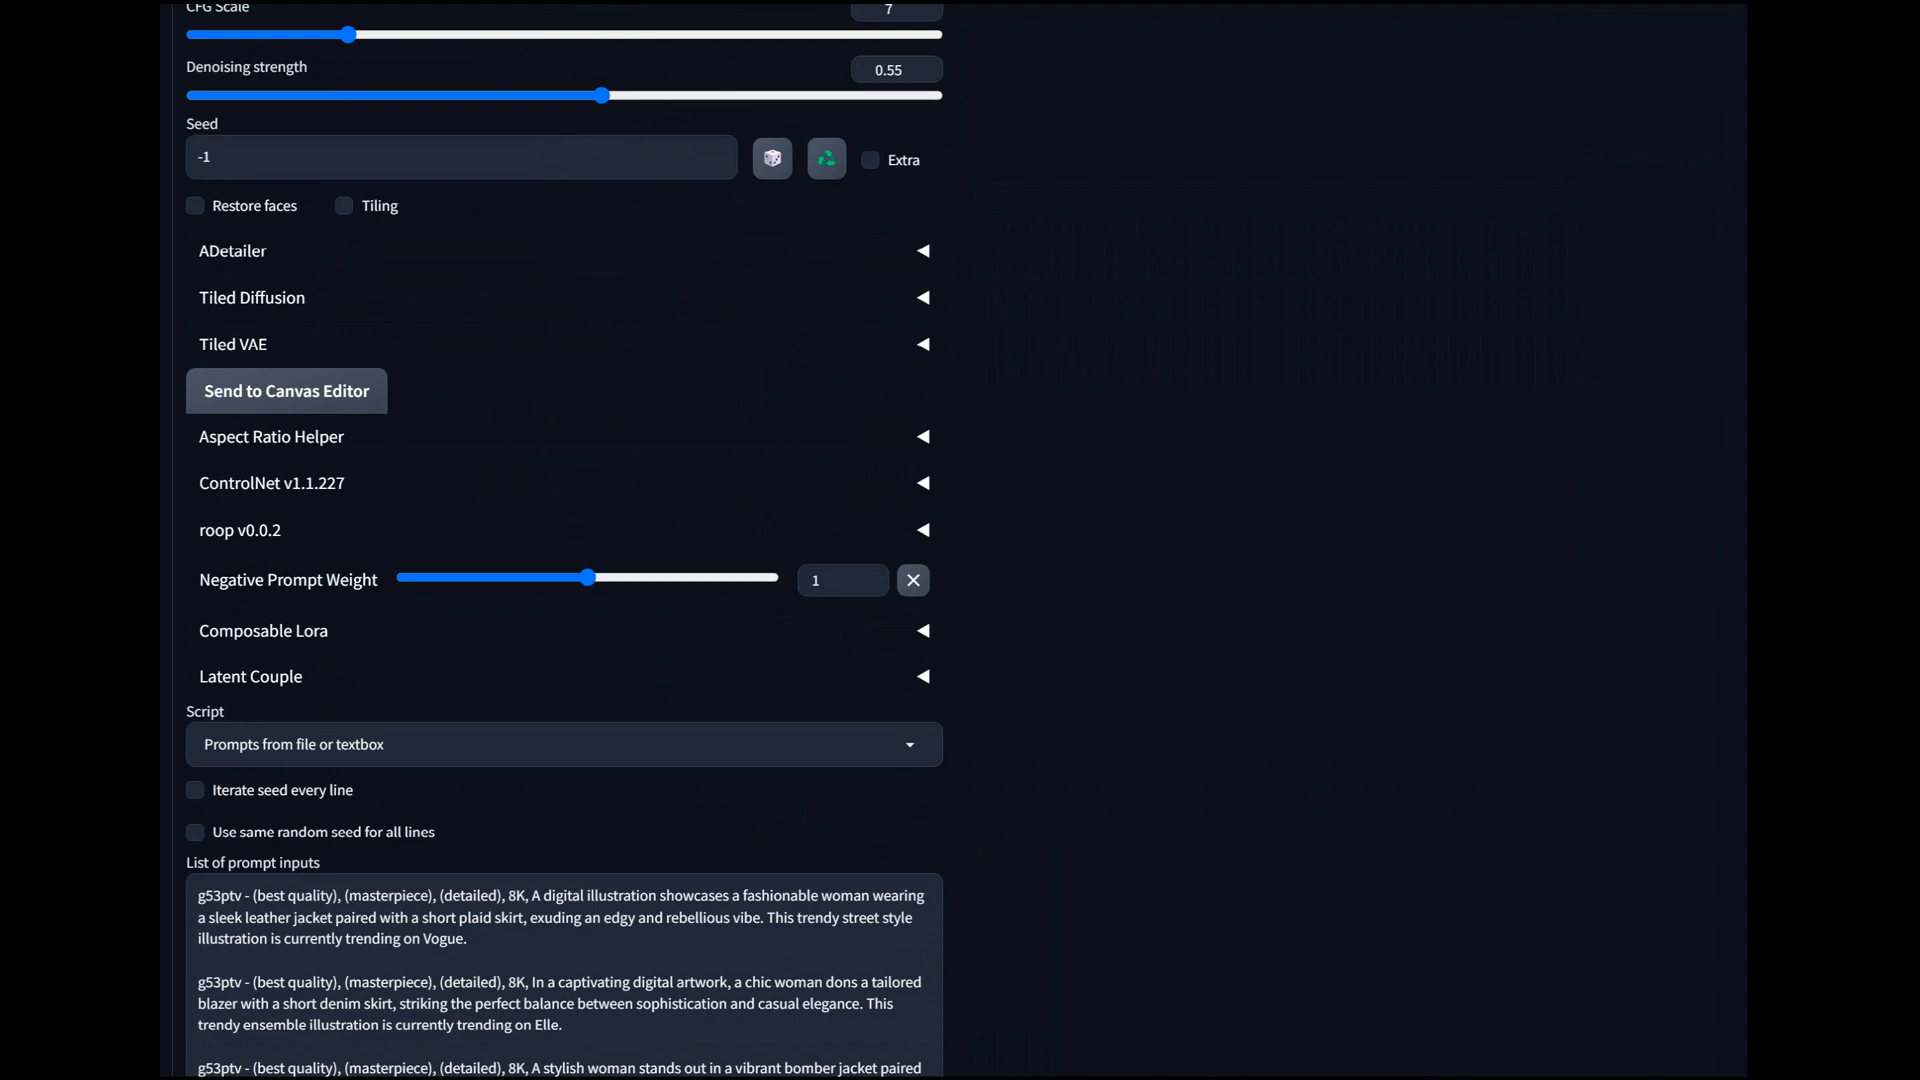 CFG Scale
7
Denoising strength
0.55
Seed
-1
Extra
Restore faces
Tiling
ADetailer
Tiled Diffusion
Tiled VAE
Send to Canvas Editor
Aspect Ratio Helper
ControlNet v1.1.227
roop v0.0.2
Negative Prompt Weight
1
Composable Lora
Latent Couple
Script
Prompts from file or textbox
Iterate seed every line
Use same random seed for all lines
List of prompt inputs
g53ptv - (best quality), (masterpiece), (detailed), 8K, A digital illustration showcases a fashionable woman wearing
a sleek leather jacket paired with a short plaid skirt, exuding an edgy and rebellious vibe. This trendy street style
illustration is currently trending on Vogue.
g53ptv - (best quality), (masterpiece), (detailed), 8K, In a captivating digital artwork, a chic woman dons a tailored
blazer with a short denim skirt, striking the perfect balance between sophistication and casual elegance. This
trendy ensemble illustration is currently trending on Elle.
g53ptv - (best quality), (masterpiece), (detailed), 8K, A stylish woman stands out in a vibrant bomber jacket paired